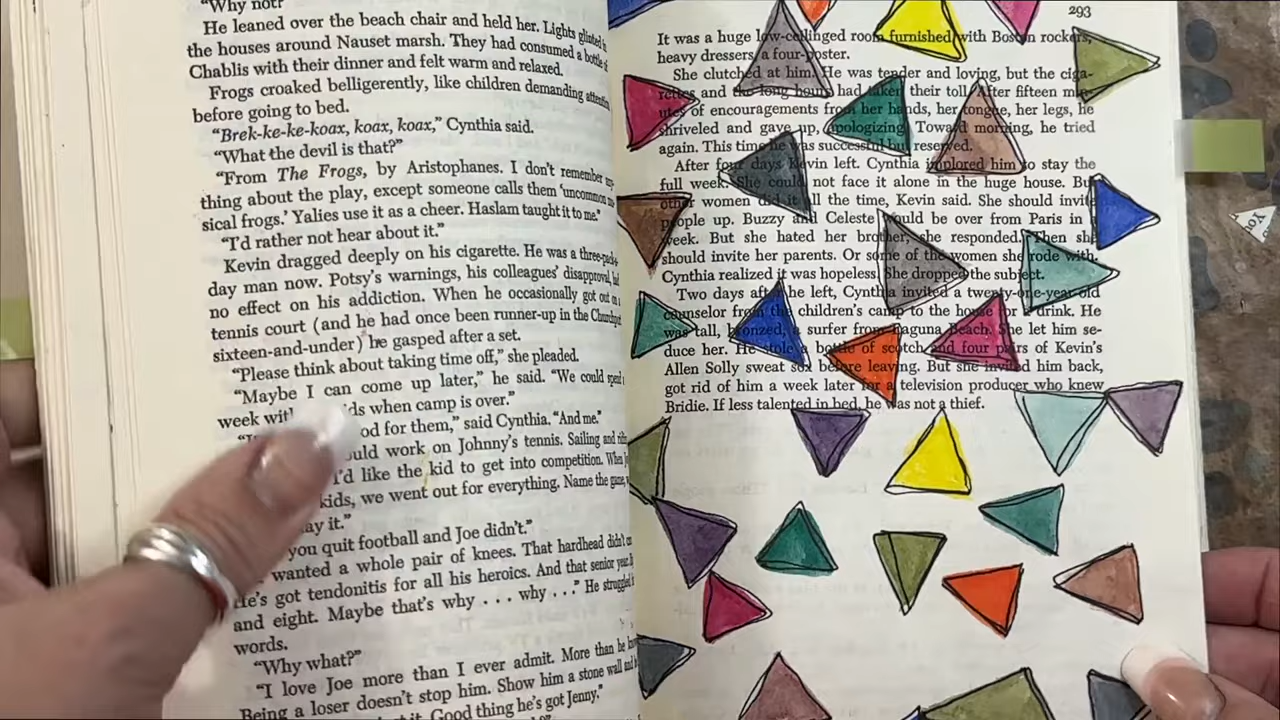 "Why not?"
He leaned over the beach chair and held her. Lights glinted in
the houses around Nauset marsh. They had consumed a bottle of
Chablis with their dinner and felt warm and relaxed.
Frogs croaked belligerently, like children demanding attention
before going to bed.
"Brek-ke-ke-koax, koax, koax," Cynthia said.
"What the devil is that?"
"From The Frogs, by Aristophanes. I don't remember
thing about the play, except someone calls them 'uncommon
sical frogs.' Yalies use it as a cheer. Haslam taught it to me."
"I'd rather not hear about it."
Kevin dragged deeply on his cigarette. He was a three-pack-
day man now. Potsy's warnings, his colleagues' disapproval, had
no effect on his addiction. When he occasionally got out on
tennis court (and he had once been runner-up in the
sixteen-and-under) he gasped after a set.
"Please think about taking time off," she pleaded.
"Maybe I can come up later," he said. "We could spend
week wit ds when camp is over."
od for them," said Cynthia. "And me."
ould work on Johnny's tennis. Sailing and
I'd like the kid to get into competition. When
kids, we went out for everything. Name the game,
ay it."
you quit football and Joe didn't."
wanted a whole pair of knees. That hardhead didn't
He's got tendonitis for all his heroics. And that senior year
and eight. Maybe that's why . . . why . . ." He struggled
words.
"Why what?"
"I love Joe more than I ever admit. More than he
Being a loser doesn't stop him. Show him a stone wall and
it. Good thing he's got Jenny."
293
It was a huge low-ceilinged room furnished with Boston rockers,
heavy dressers, a four-poster.
She clutched at him. He was tender and loving, but the ciga-
rettes and the long hours had taken their toll. After fifteen min-
utes of encouragements from her hands, her tongue, her legs, he
shriveled and gave up, apologizing. Toward morning, he tried
again. This time he was successful but reserved.
After four days Kevin left. Cynthia implored him to stay the
full week. She could not face it alone in the huge house. But
other women did it all the time, Kevin said. She should invite
people up. Buzzy and Celeste would be over from Paris in a
week. But she hated her brother, she responded. Then she
should invite her parents. Or some of the women she rode with.
Cynthia realized it was hopeless. She dropped the subject.
Two days after he left, Cynthia invited a twenty-one-year-old
counselor from the children's camp to the house for a drink. He
was tall, bronzed, a surfer from Laguna Beach. She let him se-
duce her. He stole a bottle of scotch and four pairs of Kevin's
Allen Solly sweat sox before leaving. But she invited him back,
got rid of him a week later for a television producer who knew
Bridie. If less talented in bed, he was not a thief.